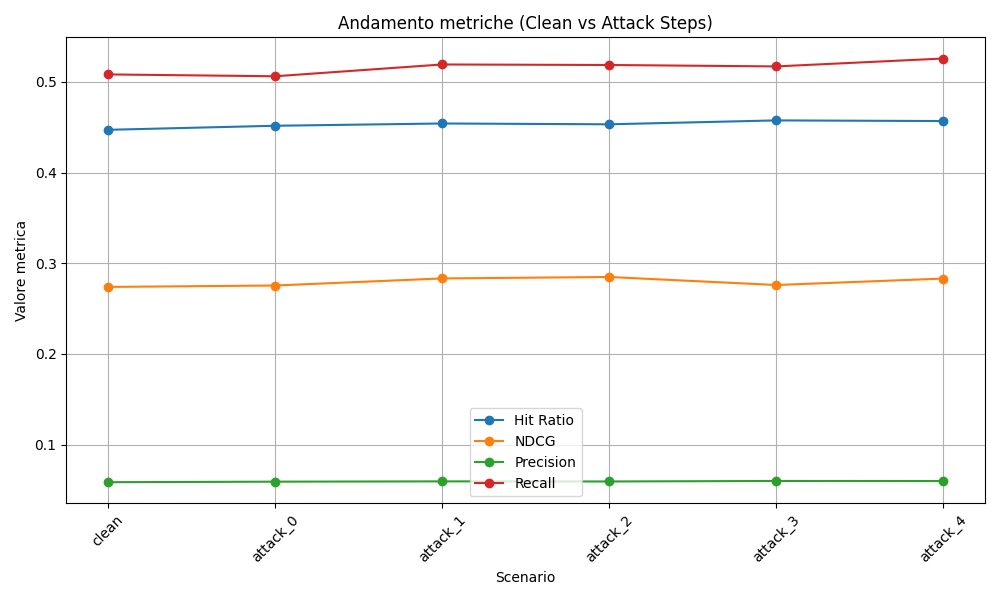 Andamento metriche (Clean vs Attack Steps)
Valore metrica
0.5
0.4
0.3
0.2
0.1
Hit Ratio
NDCG
Precision
Recall
clean
attack_0
attack_1
attack_2
attack_3
attack_4
Scenario